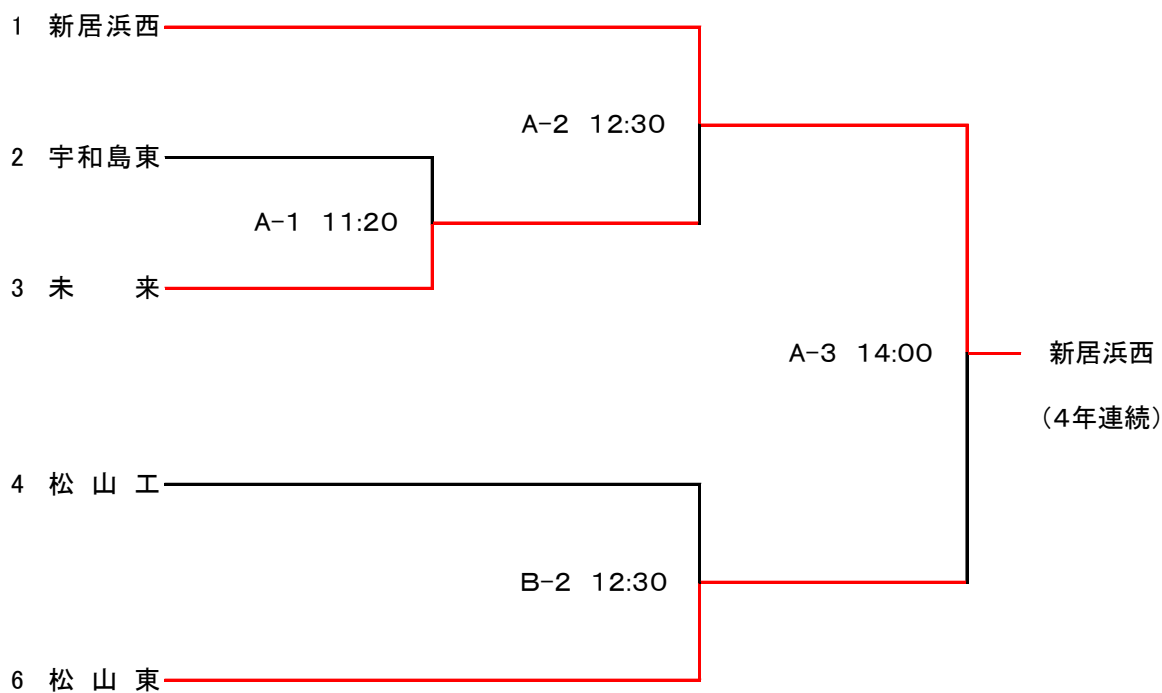 1 新居浜西
A-2 12:30
2 宇和島東
A-1 11:20
3 未　来
A-3 14:00 新居浜西
（4年連続）
4 松山工
B-2 12:30
6 松山東